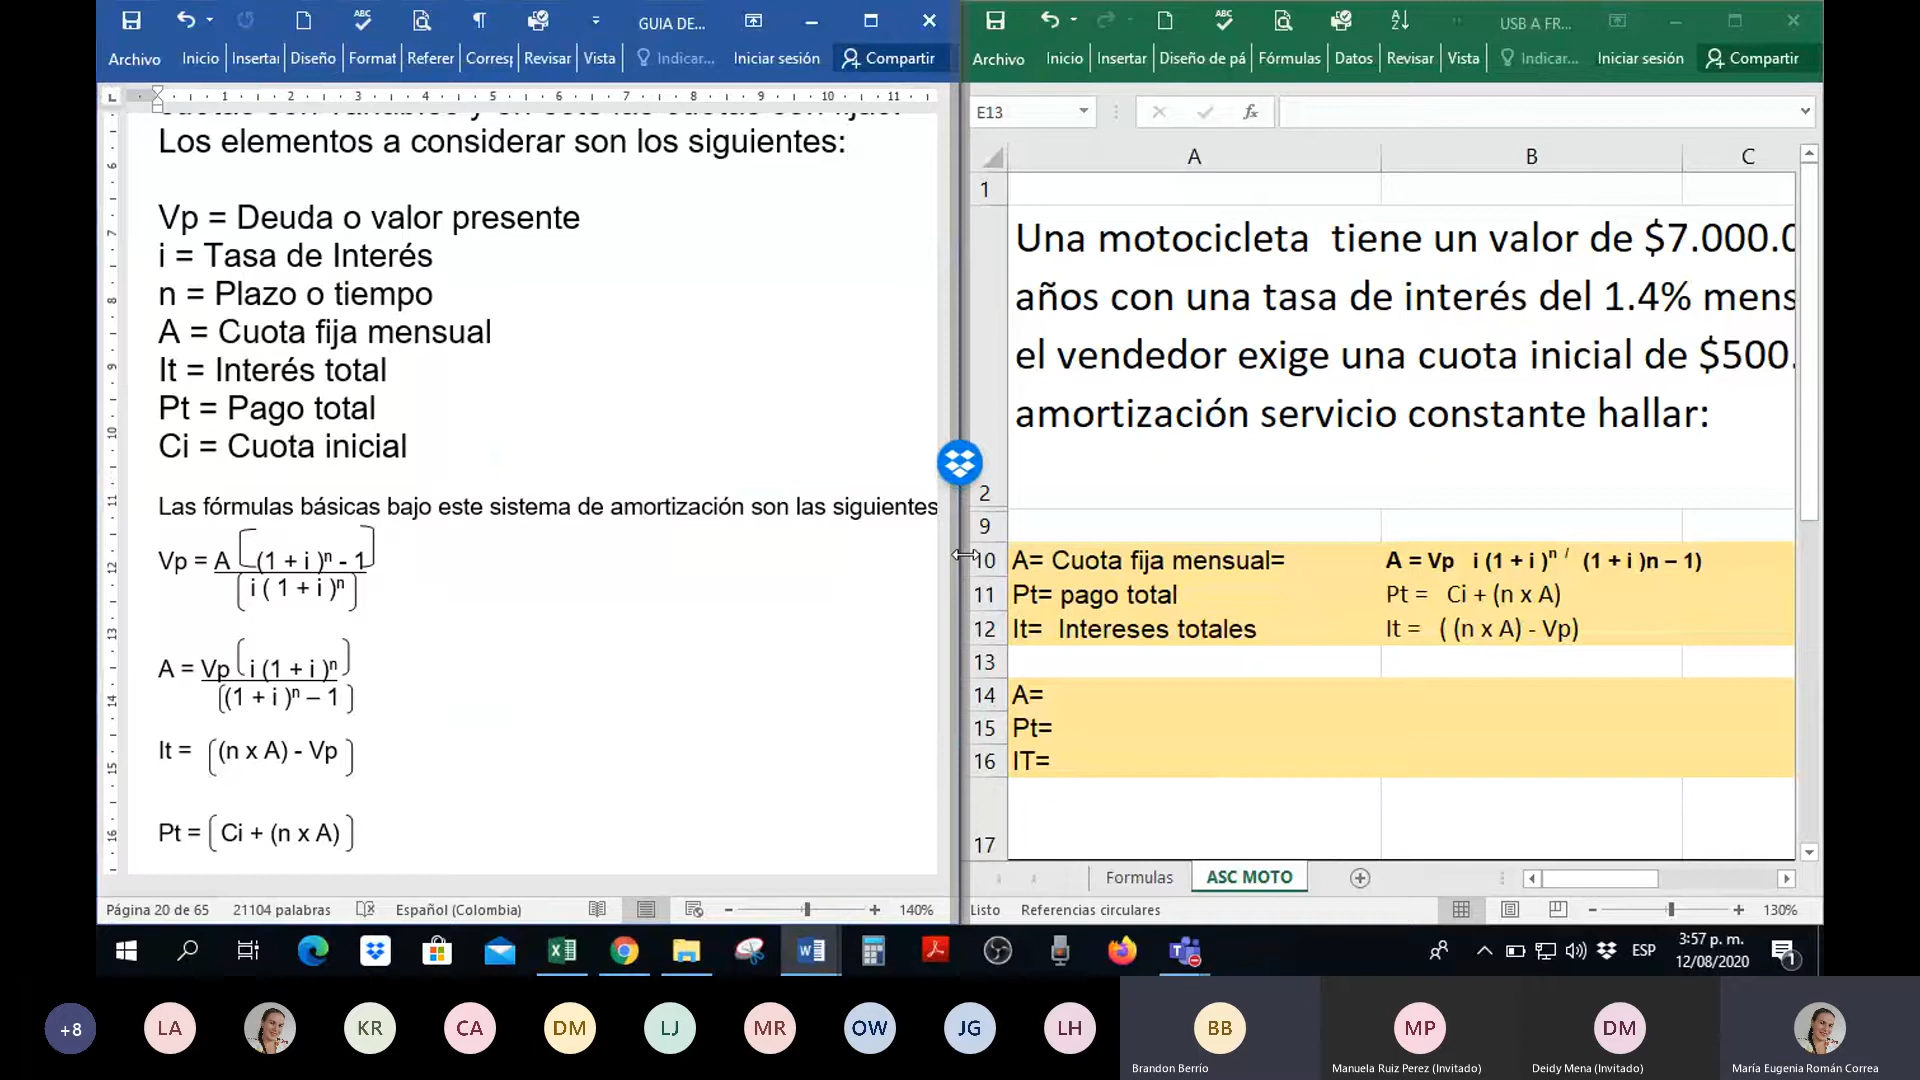 GUIA DE...
Archivo Inicio Insertar Diseño Format Referer Corresp Revisar Vista Indicar... Iniciar sesión Compartir
Los elementos a considerar son los siguientes:
Vp = Deuda o valor presente
i = Tasa de Interés
n = Plazo o tiempo
A = Cuota fija mensual
It = Interés total
Pt = Pago total
Ci = Cuota inicial
Las fórmulas básicas bajo este sistema de amortización son las siguientes
Vp = A (1 + i )ⁿ - 1
i ( 1 + i )ⁿ
A = Vp i (1 + i )ⁿ
(1 + i )ⁿ – 1
It = (n x A) - Vp
Pt = Ci + (n x A)
Página 20 de 65 21104 palabras Español (Colombia) 140%
USB A FR...
Archivo Inicio Insertar Diseño de pá Fórmulas Datos Revisar Vista Indicar... Iniciar sesión Compartir
E13 fx
A B C
1
Una motocicleta tiene un valor de $7.000.0
años con una tasa de interés del 1.4% mens
el vendedor exige una cuota inicial de $500.
amortización servicio constante hallar:
2
9
10 A= Cuota fija mensual= A = Vp i (1 + i )ⁿ / (1 + i )n – 1)
11 Pt= pago total Pt = Ci + (n x A)
12 It= Intereses totales It = ( (n x A) - Vp)
13
14 A=
15 Pt=
16 IT=
17
Formulas ASC MOTO
Listo Referencias circulares 130%
ESP 3:57 p. m.
12/08/2020
+8 LA KR CA DM LJ MR OW JG LH BB MP DM
Brandon Berrío Manuela Ruiz Perez (Invitado) Deidy Mena (Invitado) María Eugenia Román Correa